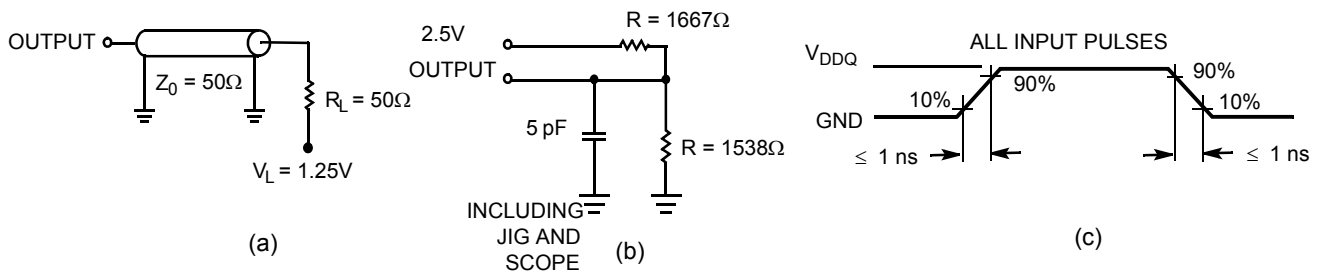 OUTPUT
Z0 = 50Ω
RL = 50Ω
VL = 1.25V
(a)
R = 1667Ω
2.5V
OUTPUT
5 pF
R = 1538Ω
INCLUDING
JIG AND
SCOPE
(b)
ALL INPUT PULSES
VDDQ
GND
10%
90%
90%
10%
≤ 1 ns
≤ 1 ns
(c)